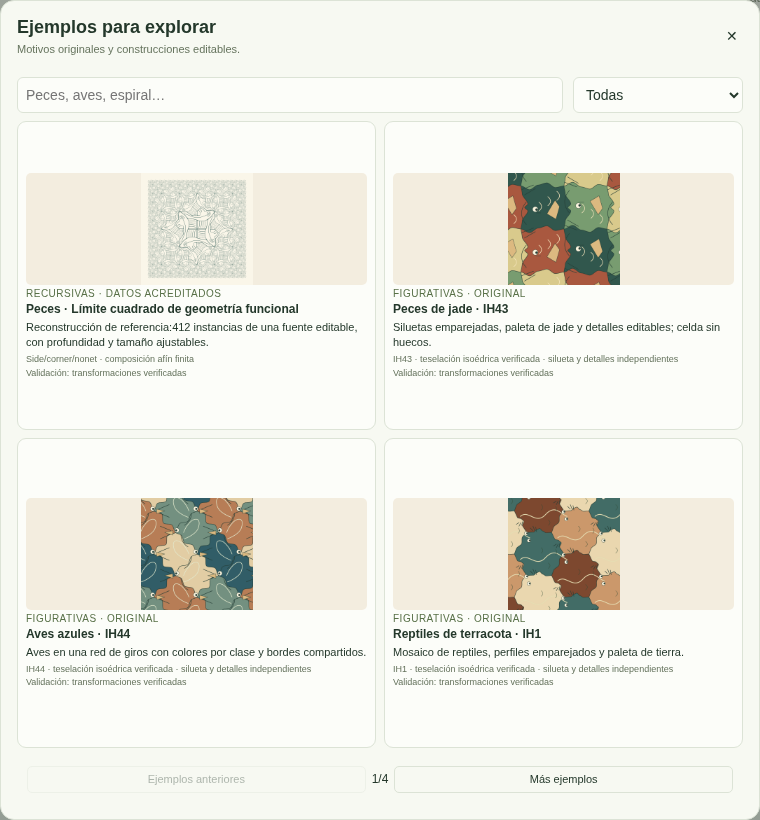 Ejemplos para explorar
Motivos originales y construcciones editables.
✕
Peces, aves, espiral…
Todas
RECURSIVAS · DATOS ACREDITADOS
Peces · Límite cuadrado de geometría funcional
Reconstrucción de referencia:412 instancias de una fuente editable,
con profundidad y tamaño ajustables.
Side/corner/nonet · composición afín finita
Validación: transformaciones verificadas
FIGURATIVAS · ORIGINAL
Peces de jade · IH43
Siluetas emparejadas, paleta de jade y detalles editables; celda sin
huecos.
IH43 · teselación isoédrica verificada · silueta y detalles independientes
Validación: transformaciones verificadas
FIGURATIVAS · ORIGINAL
Aves azules · IH44
Aves en una red de giros con colores por clase y bordes compartidos.
IH44 · teselación isoédrica verificada · silueta y detalles independientes
Validación: transformaciones verificadas
FIGURATIVAS · ORIGINAL
Reptiles de terracota · IH1
Mosaico de reptiles, perfiles emparejados y paleta de tierra.
IH1 · teselación isoédrica verificada · silueta y detalles independientes
Validación: transformaciones verificadas
Ejemplos anteriores
1/4
Más ejemplos